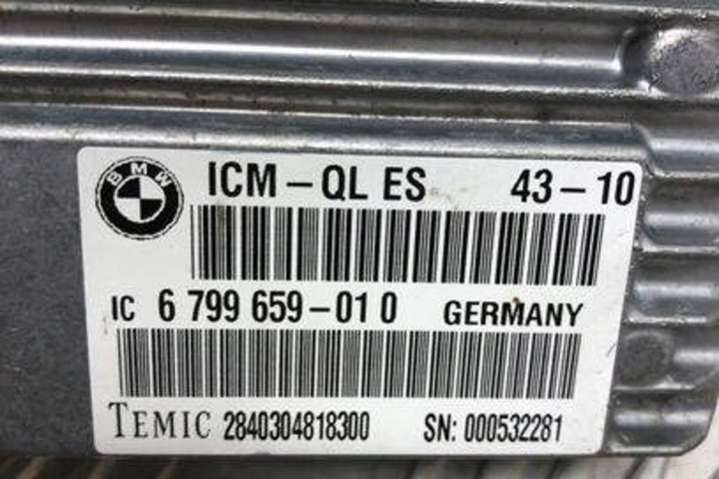 BMW
ICM-QL ES 43-10
IC 6 799 659-01 0 GERMANY
TEMIC 2840304818300 SN: 000532281